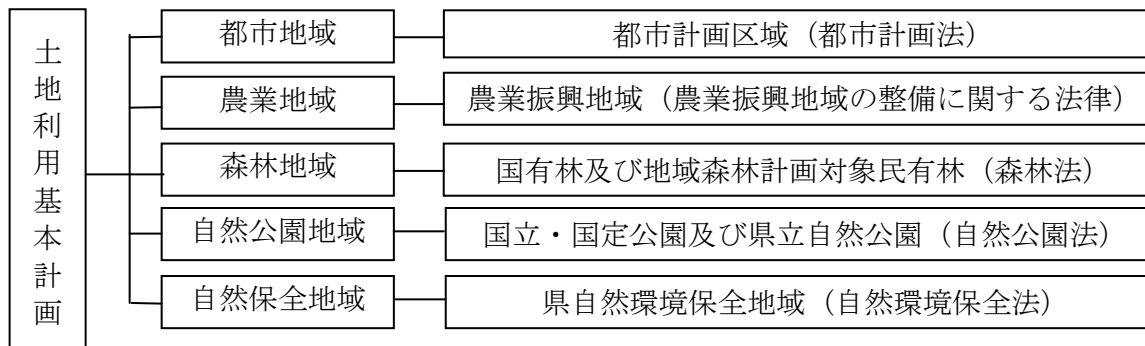 土地利用基本計画
都市地域
都市計画区域(都市計画法)
農業地域
農業振興地域(農業振興地域の整備に関する法律)
森林地域
国有林及び地域森林計画対象民有林(森林法)
自然公園地域
国立・国定公園及び県立自然公園(自然公園法)
自然保全地域
県自然環境保全地域(自然環境保全法)